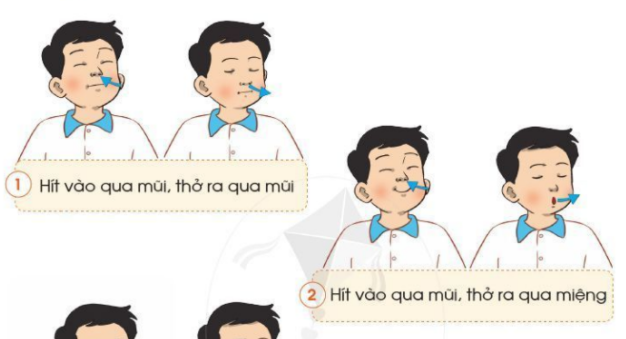 1 Hít vào qua mũi, thở ra qua mũi
2 Hít vào qua mũi, thở ra qua miệng